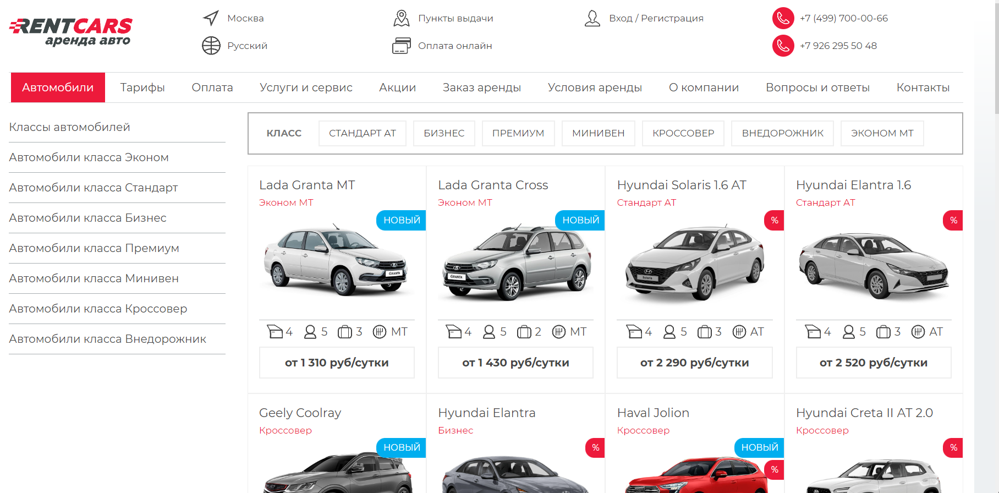 RENTCARS
аренда авто
Москва
Русский
Пункты выдачи
Оплата онлайн
Вход / Регистрация
+7 (499) 700-00-66
+7 926 295 50 48
Автомобили Тарифы Оплата Услуги и сервис Акции Заказ аренды Условия аренды О компании Вопросы и ответы Контакты
Классы автомобилей
Автомобили класса Эконом
Автомобили класса Стандарт
Автомобили класса Бизнес
Автомобили класса Премиум
Автомобили класса Минивен
Автомобили класса Кроссовер
Автомобили класса Внедорожник
КЛАСС СТАНДАРТ АТ БИЗНЕС ПРЕМИУМ МИНИВЕН КРОССОВЕР ВНЕДОРОЖНИК ЭКОНОМ МТ
Lada Granta MT
Эконом МТ
НОВЫЙ
GRANTA
4 5 3 МТ
от 1 310 руб/сутки
Lada Granta Cross
Эконом МТ
НОВЫЙ
GRANTA
4 5 2 МТ
от 1 430 руб/сутки
Hyundai Solaris 1.6 AT
Стандарт АТ
%
Solaris
4 5 3 AT
от 2 290 руб/сутки
Hyundai Elantra 1.6
Стандарт АТ
%
4 5 3 AT
от 2 520 руб/сутки
Geely Coolray
Кроссовер
НОВЫЙ
Hyundai Elantra
Бизнес
%
Haval Jolion
Кроссовер
НОВЫЙ
%
Hyundai Creta II AT 2.0
Кроссовер
%